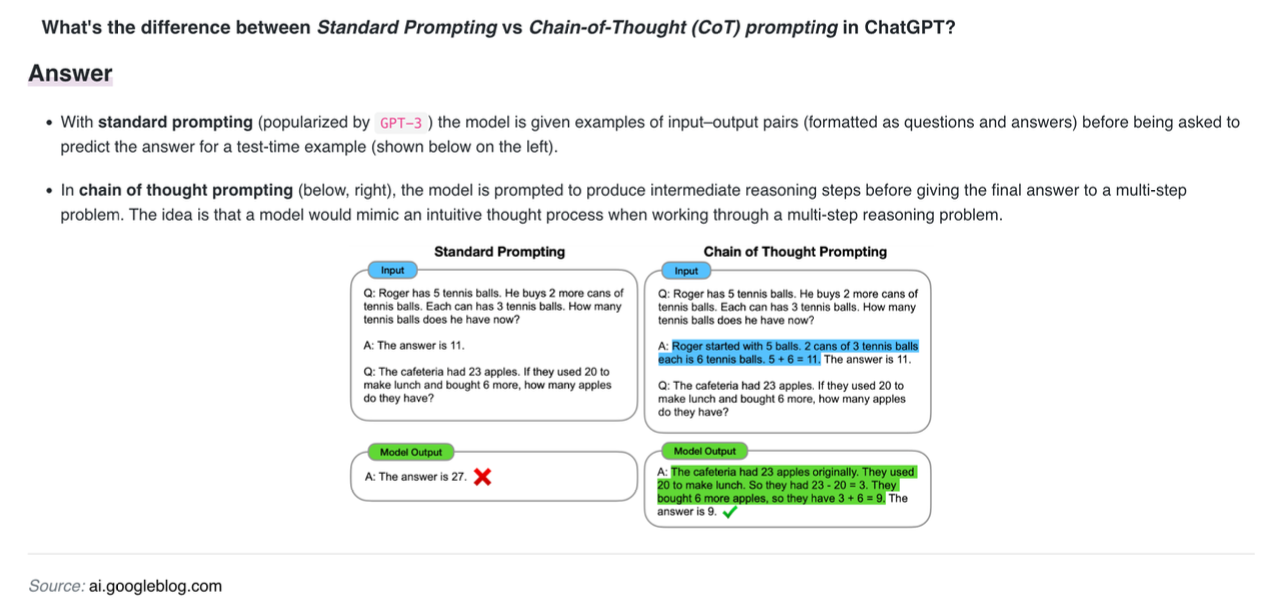 What's the difference between Standard Prompting vs Chain-of-Thought (CoT) prompting in ChatGPT?
Answer
• With standard prompting (popularized by GPT-3 ) the model is given examples of input–output pairs (formatted as questions and answers) before being asked to
predict the answer for a test-time example (shown below on the left).
• In chain of thought prompting (below, right), the model is prompted to produce intermediate reasoning steps before giving the final answer to a multi-step
problem. The idea is that a model would mimic an intuitive thought process when working through a multi-step reasoning problem.
Standard Prompting
Input
Q: Roger has 5 tennis balls. He buys 2 more cans of
tennis balls. Each can has 3 tennis balls. How many
tennis balls does he have now?
A: The answer is 11.
Q: The cafeteria had 23 apples. If they used 20 to
make lunch and bought 6 more, how many apples
do they have?
Model Output
A: The answer is 27.
Chain of Thought Prompting
Input
Q: Roger has 5 tennis balls. He buys 2 more cans of
tennis balls. Each can has 3 tennis balls. How many
tennis balls does he have now?
A: Roger started with 5 balls. 2 cans of 3 tennis balls
each is 6 tennis balls. 5 + 6 = 11. The answer is 11.
Q: The cafeteria had 23 apples. If they used 20 to
make lunch and bought 6 more, how many apples
do they have?
Model Output
A: The cafeteria had 23 apples originally. They used
20 to make lunch. So they had 23 - 20 = 3. They
bought 6 more apples, so they have 3 + 6 = 9. The
answer is 9.
Source: ai.googleblog.com